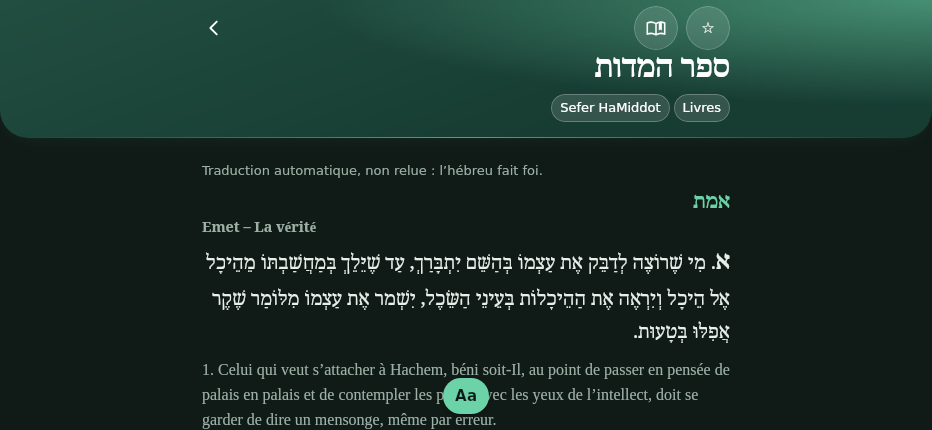 ☆
ספר המדות
Livres
Sefer HaMiddot
Traduction automatique, non relue : l’hébreu fait foi.
אמת
Emet – La vérité
א. מִי שֶׁרוֹצֶה לְדַבֵּק אֶת עַצְמוֹ בְּהַשֵּׁם יִתְבָּרַךְ, עַד שֶׁיֵּלֵךְ בְּמַחֲשַׁבְתּוֹ מֵהֵיכָל
אֶל הֵיכָל וְיִרְאֶה אֶת הַהֵיכָלוֹת בְּעֵינֵי הַשֵּׂכֶל, יִשְׁמֹר אֶת עַצְמוֹ מִלּוֹמַר שֶׁקֶר
אֲפִלּוּ בְּטָעוּת.
1. Celui qui veut s’attacher à Hachem, béni soit-Il, au point de passer en pensée de
palais en palais et de contempler les avec les yeux de l’intellect, doit se
garder de dire un mensonge, même par erreur.
Aa